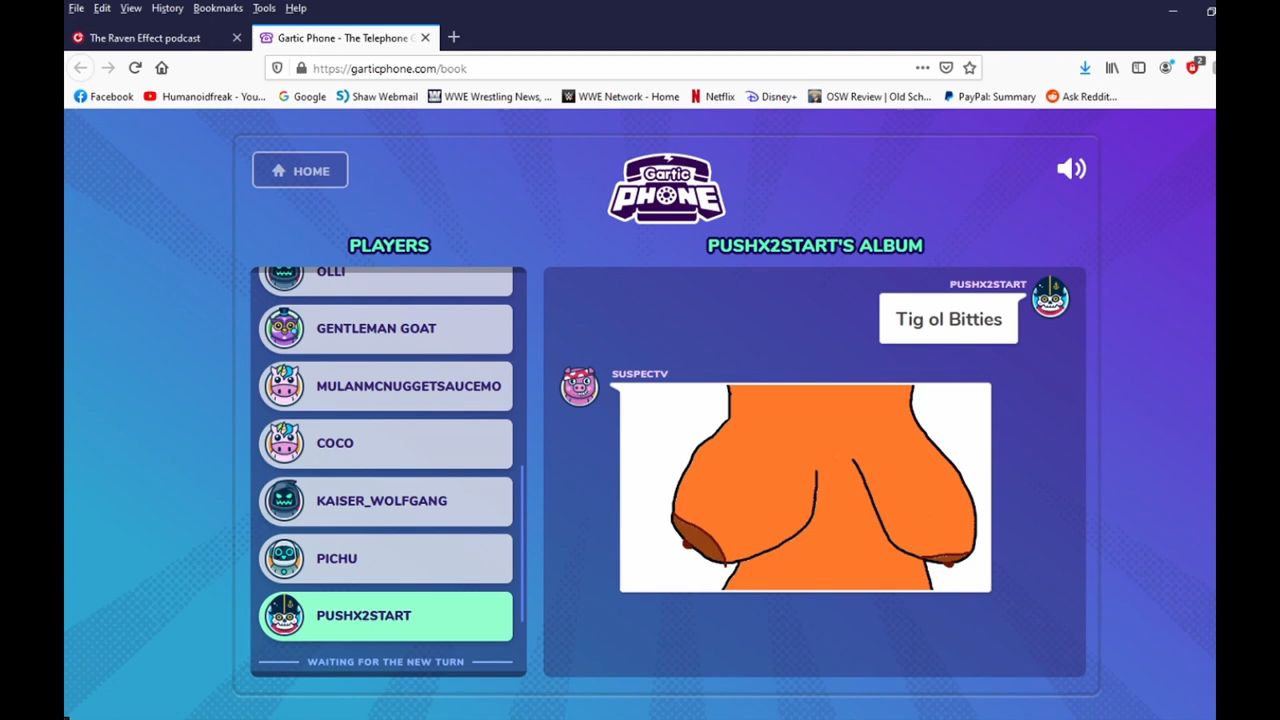 File Edit View History Bookmarks Tools Help
The Raven Effect podcast
Gartic Phone - The Telephone G
https://garticphone.com/book
2
Facebook
Humanoidfreak - You...
Google
Shaw Webmail
WWE Wrestling News, ...
WWE Network - Home
Netflix
Disney+
OSW Review | Old Sch...
PayPal: Summary
Ask Reddit...
HOME
Gartic
PHONE
PLAYERS
PUSHX2START'S ALBUM
OLLI
GENTLEMAN GOAT
MULANMCNUGGETSAUCEMO
COCO
KAISER_WOLFGANG
PICHU
PUSHX2START
WAITING FOR THE NEW TURN
PUSHX2START
Tig ol Bitties
SUSPECTV